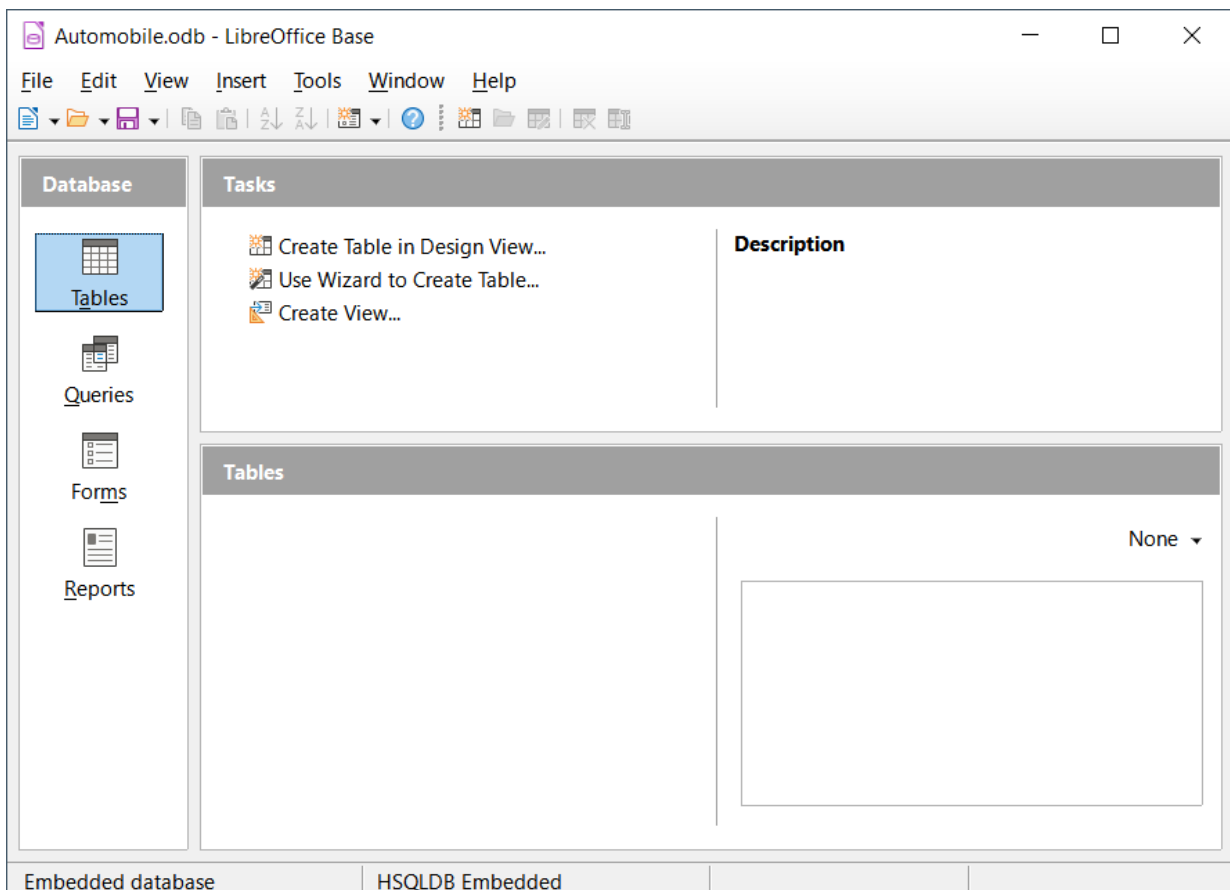 Automobile.odb - LibreOffice Base
File Edit View Insert Tools Window Help
Database
Tables
Queries
Forms
Reports
Tasks
Create Table in Design View...
Use Wizard to Create Table...
Create View...
Description
Tables
None
Embedded database HSQLDB Embedded